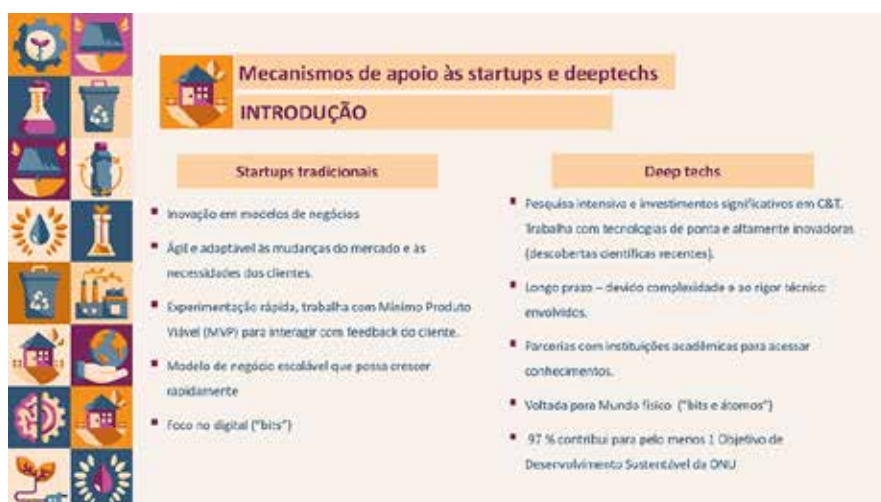 Mecanismos de apoio às startups e deeptechs
INTRODUÇÃO
Startups tradicionais
Inovação em modelos de negócios
Ágil e adaptável às mudanças do mercado e às
necessidades dos clientes.
Experimentação rápida, trabalha com Mínimo Produto
Viável (MVP) para interagir com feedback do cliente.
Modelo de negócio escalável que possa crescer
rapidamente
Foco no digital ("bits")
Deep techs
Pesquisa intensiva e investimentos significativos em C&T.
Trabalha com tecnologias de ponta e altamente inovadoras
(descobertas científicas recentes).
Longo prazo – devido complexidade e ao rigor técnico
envolvidos.
Parcerias com instituições acadêmicas para acessar
conhecimentos.
Voltada para Mundo físico ("bits e átomos")
97 % contribui para pelo menos 1 Objetivo de
Desenvolvimento Sustentável da ONU